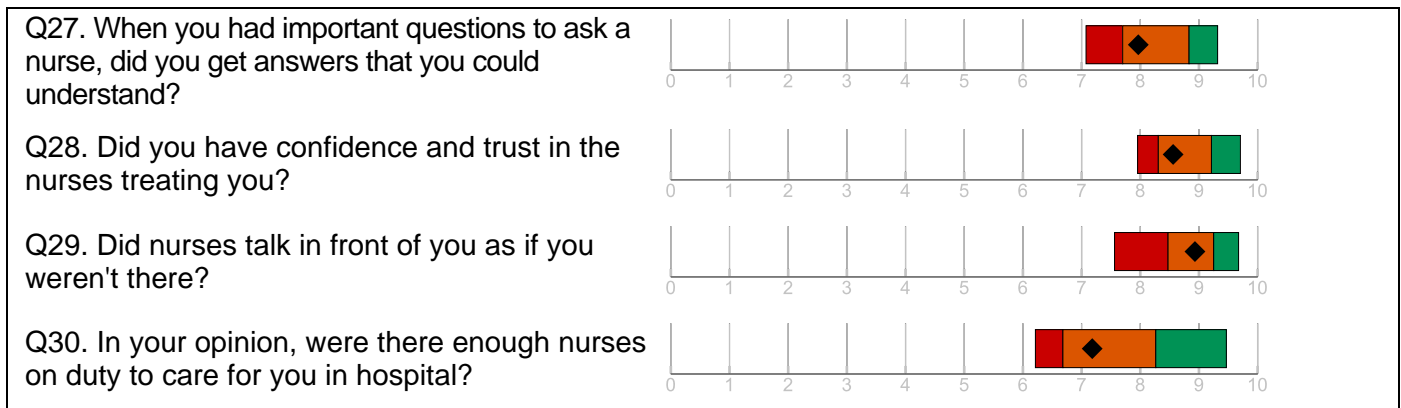 Q27. When you had important questions to ask a
nurse, did you get answers that you could
understand?
0 1 2 3 4 5 6 7 8 9 10
Q28. Did you have confidence and trust in the
nurses treating you?
0 1 2 3 4 5 6 7 8 9 10
Q29. Did nurses talk in front of you as if you
weren't there?
0 1 2 3 4 5 6 7 8 9 10
Q30. In your opinion, were there enough nurses
on duty to care for you in hospital?
0 1 2 3 4 5 6 7 8 9 10